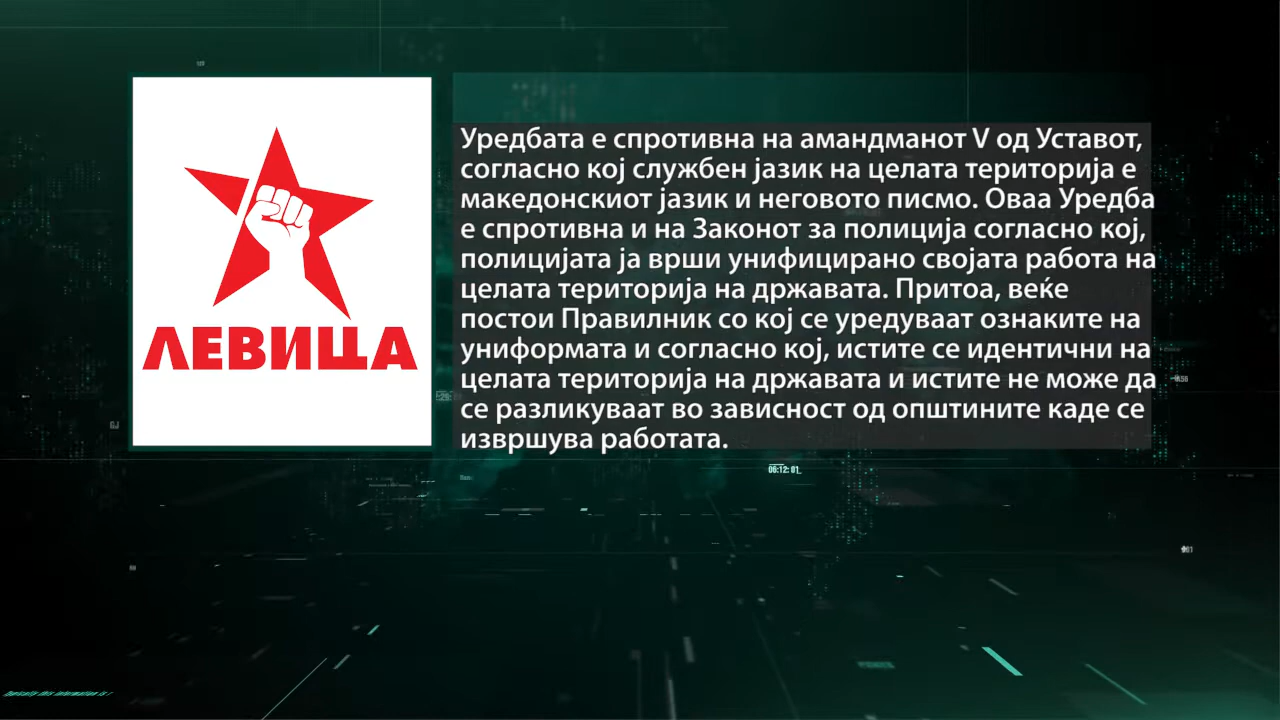 ЛЕВИЦА
Уредбата е спротивна на амандманот V од Уставот,
согласно кој службен јазик на целата територија е
македонскиот јазик и неговото писмо. Оваа Уредба
е спротивна и на Законот за полиција согласно кој,
полицијата ја врши унифицирано својата работа на
целата територија на државата. Притоа, веќе
постои Правилник со кој се уредуваат ознаките на
униформата и согласно кој, истите се идентични на
целата територија на државата и истите не може да
се разликуваат во зависност од општините каде се
извршува работата.
06:12: 01